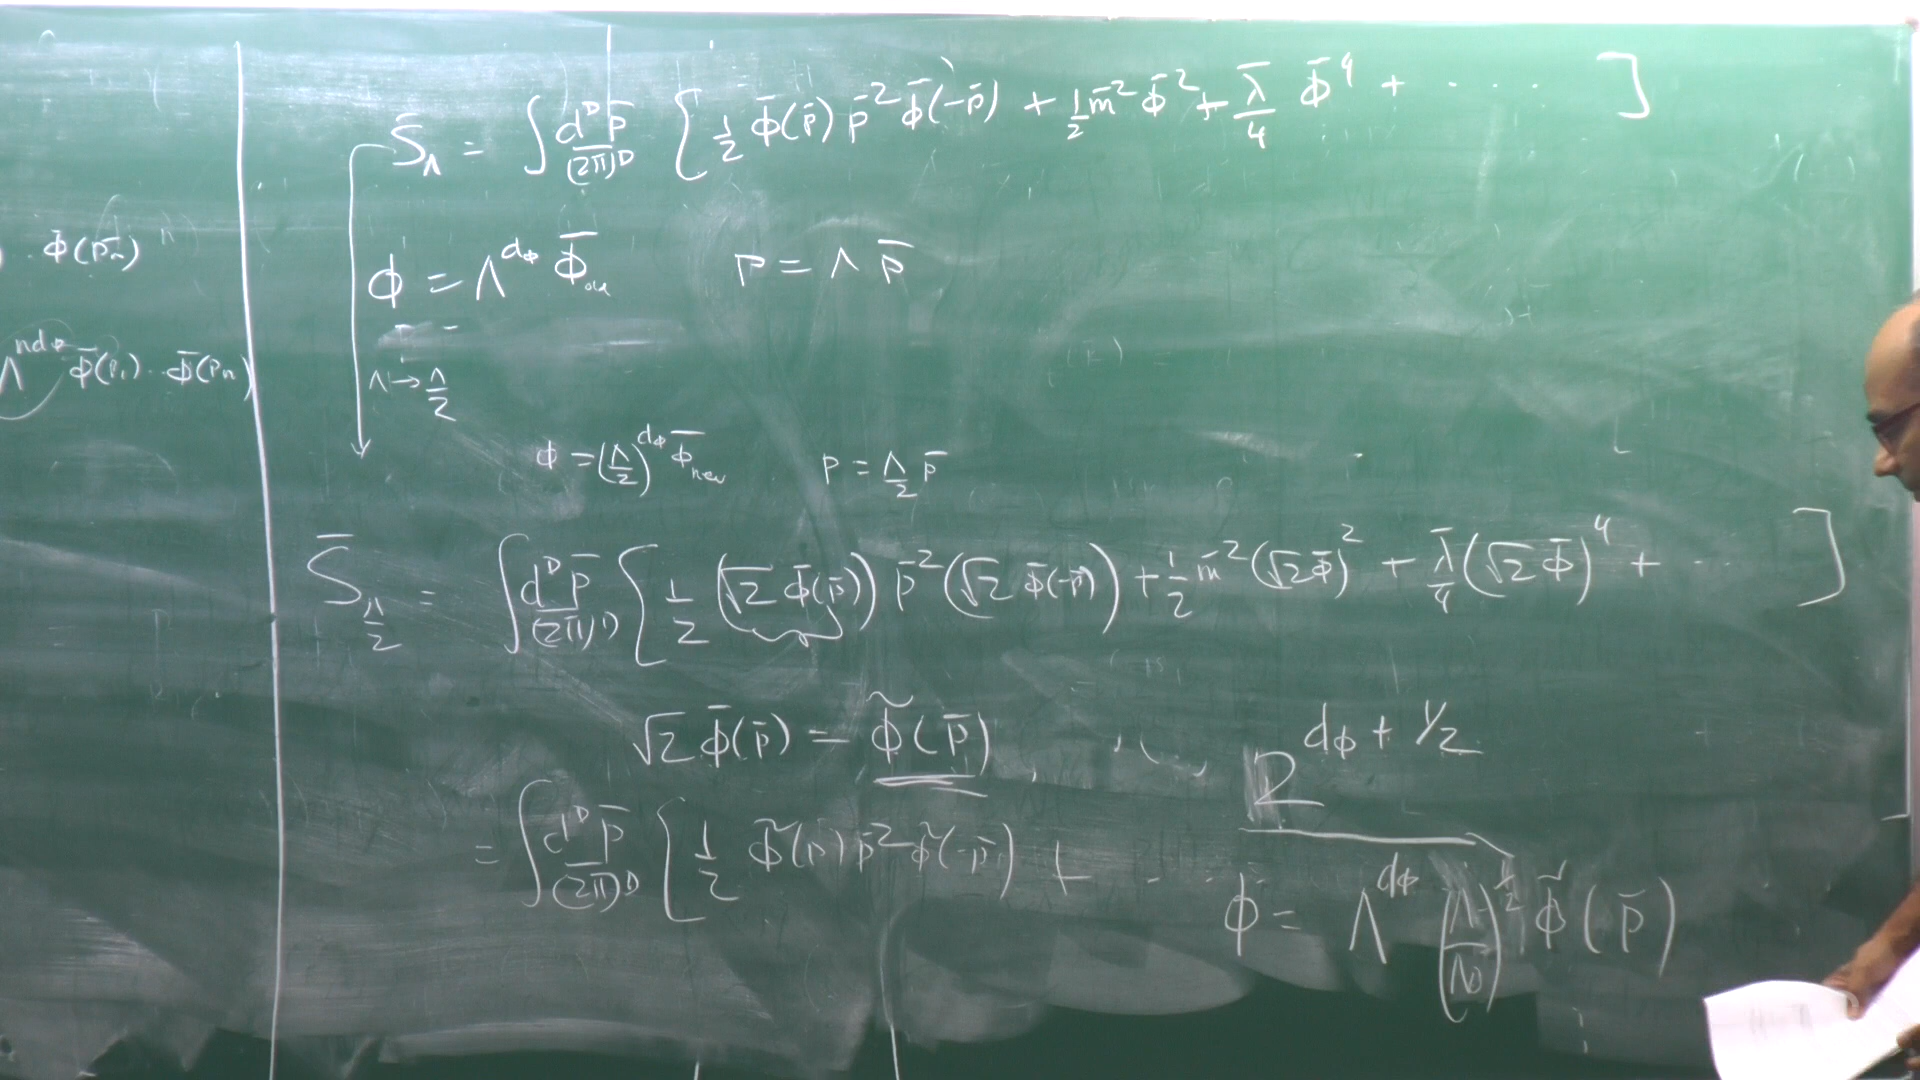 S̄_Λ = ∫ d^D p̄/(2π)^D [ 1/2 Φ̄(p̄) p̄² Φ̄(-p̄) + 1/2 m̄² Φ̄² + λ̄/4 Φ̄⁴ + .... ]
Φ̄(p̄ₙ)
ϕ = Λ^{dϕ} Φ̄_old p = Λ p̄
Λ^{ndϕ} Φ̄(p₁) .. Φ̄(pₙ)
Λ → Λ/2
ϕ = (Λ/2)^{dϕ} Φ̄_new p = Λ/2 p̄
S̄_{Λ/2} = ∫ d^D p̄/(2π)^D [ 1/2 (√2 Φ̄(p̄)) p̄² (√2 Φ̄(-p̄)) + 1/2 m̄² (√2 Φ̄)² + λ̄/4 (√2 Φ̄)⁴ + .. ]
√2 Φ̄(p̄) = Φ̃(p̄) 2^{dϕ + 1/2}
= ∫ d^D p̄/(2π)^D [ 1/2 Φ̃(p̄) p̄² Φ̃(-p̄) + . . .
ϕ = Λ^{dϕ} (Λ/Λ₀)^{1/2} Φ̃(p̄)